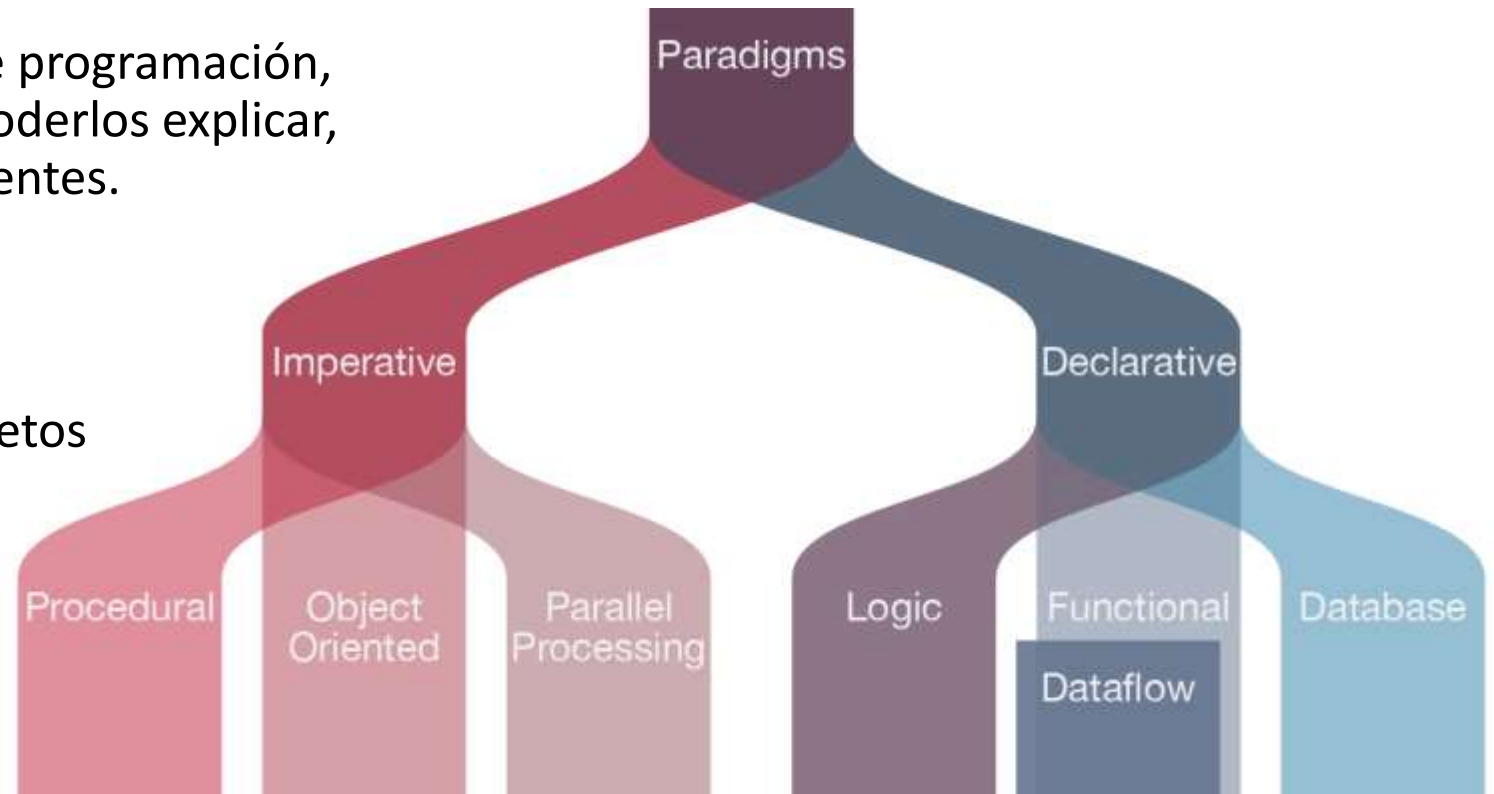 e programación,
oderlos explicar,
entes.
etos
Paradigms
Imperative
Declarative
Procedural
Object
Oriented
Parallel
Processing
Logic
Functional
Dataflow
Database